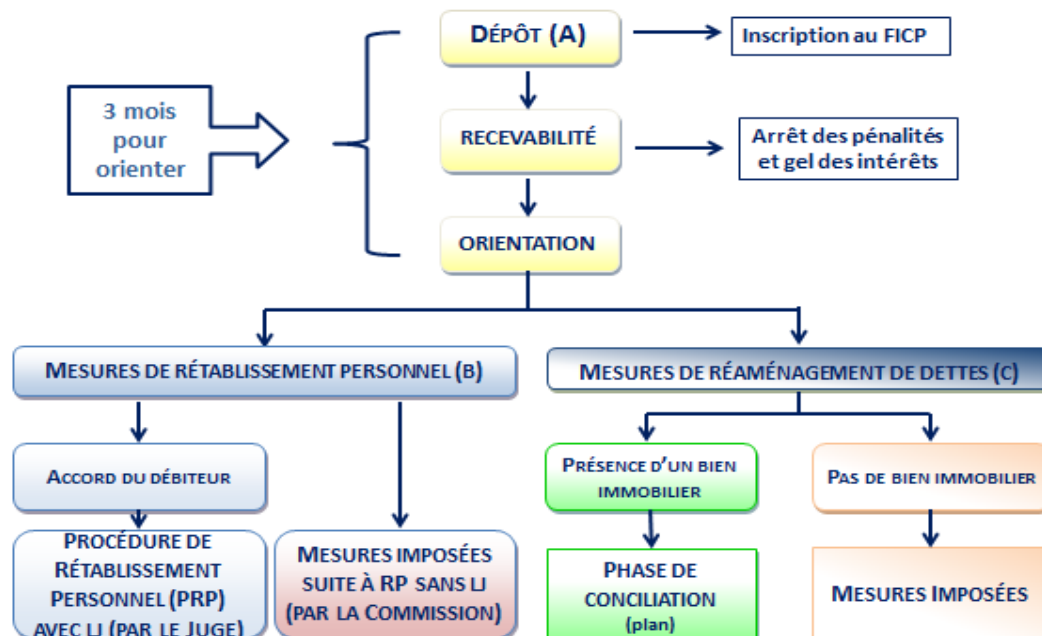 DÉPÔT (A)
Inscription au FICP
3 mois
pour
orienter
RECEVABILITÉ
Arrêt des pénalités
et gel des intérêts
ORIENTATION
MESURES DE RÉTABLISSEMENT PERSONNEL (B)
MESURES DE RÉAMÉNAGEMENT DE DETTES (C)
ACCORD DU DÉBITEUR
PRÉSENCE D'UN BIEN
IMMOBILIER
PAS DE BIEN IMMOBILIER
PROCÉDURE DE
RÉTABLISSEMENT
PERSONNEL (PRP)
AVEC LJ (PAR LE JUGE)
MESURES IMPOSÉES
SUITE À RP SANS LJ
(PAR LA COMMISSION)
PHASE DE
CONCILIATION
(plan)
MESURES IMPOSÉES